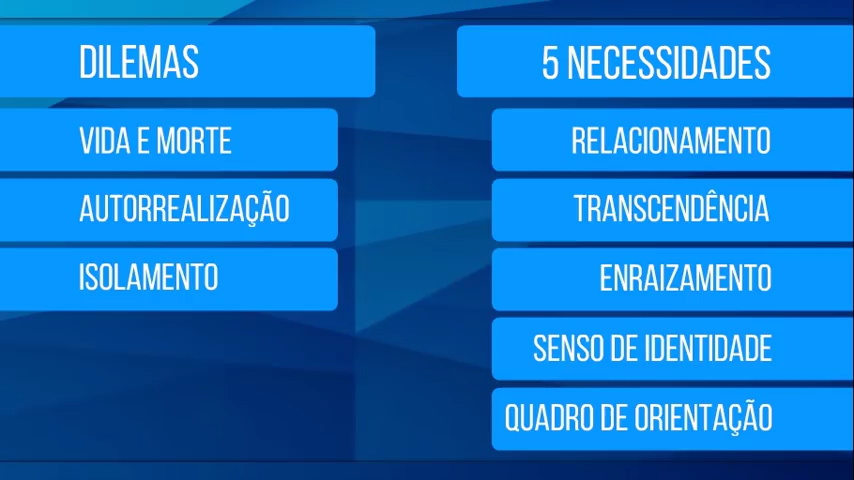 DILEMAS
VIDA E MORTE
AUTORREALIZAÇÃO
ISOLAMENTO
5 NECESSIDADES
RELACIONAMENTO
TRANSCENDÊNCIA
ENRAIZAMENTO
SENSO DE IDENTIDADE
QUADRO DE ORIENTAÇÃO